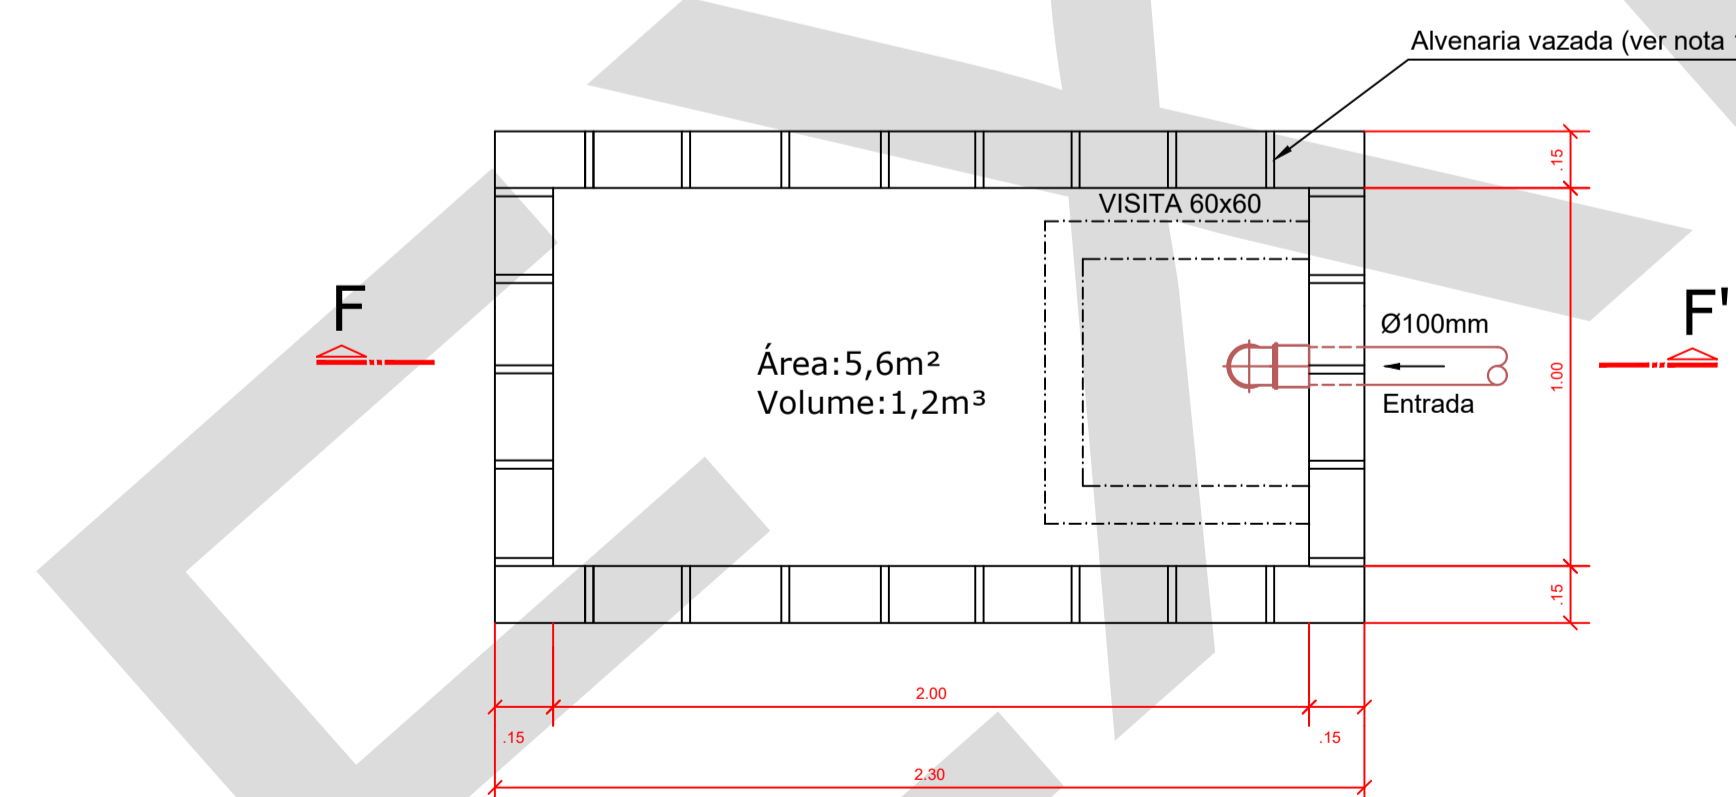 Alvenaria vazada (ver nota
.15
VISITA 60x60
F
F'
Ø100mm
Área:5,6m²
Volume:1,2m³
1.00
Entrada
.15
2.00
.15
.15
2.30